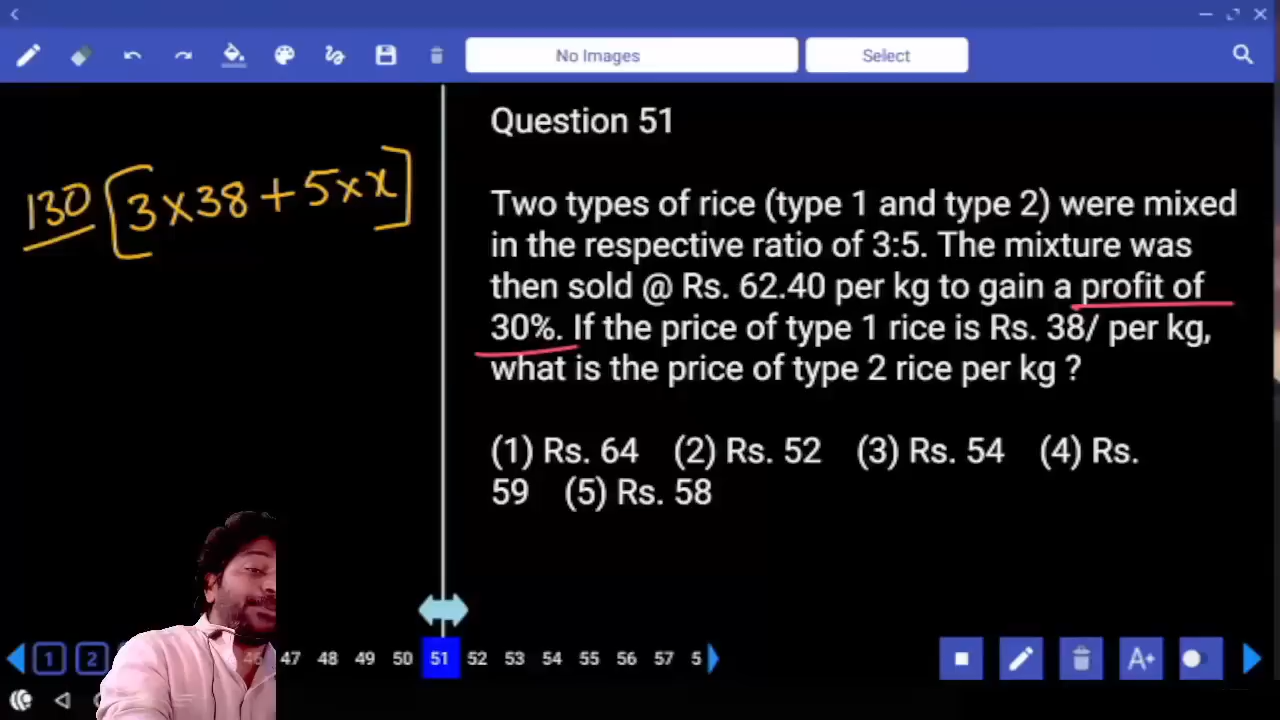 No Images
Select
130 [3 x 38 + 5 x x]
Question 51
Two types of rice (type 1 and type 2) were mixed
in the respective ratio of 3:5. The mixture was
then sold @ Rs. 62.40 per kg to gain a profit of
30%. If the price of type 1 rice is Rs. 38/ per kg,
what is the price of type 2 rice per kg ?
(1) Rs. 64 (2) Rs. 52 (3) Rs. 54 (4) Rs.
59 (5) Rs. 58
1 2 46 47 48 49 50 51 52 53 54 55 56 57 5
A+